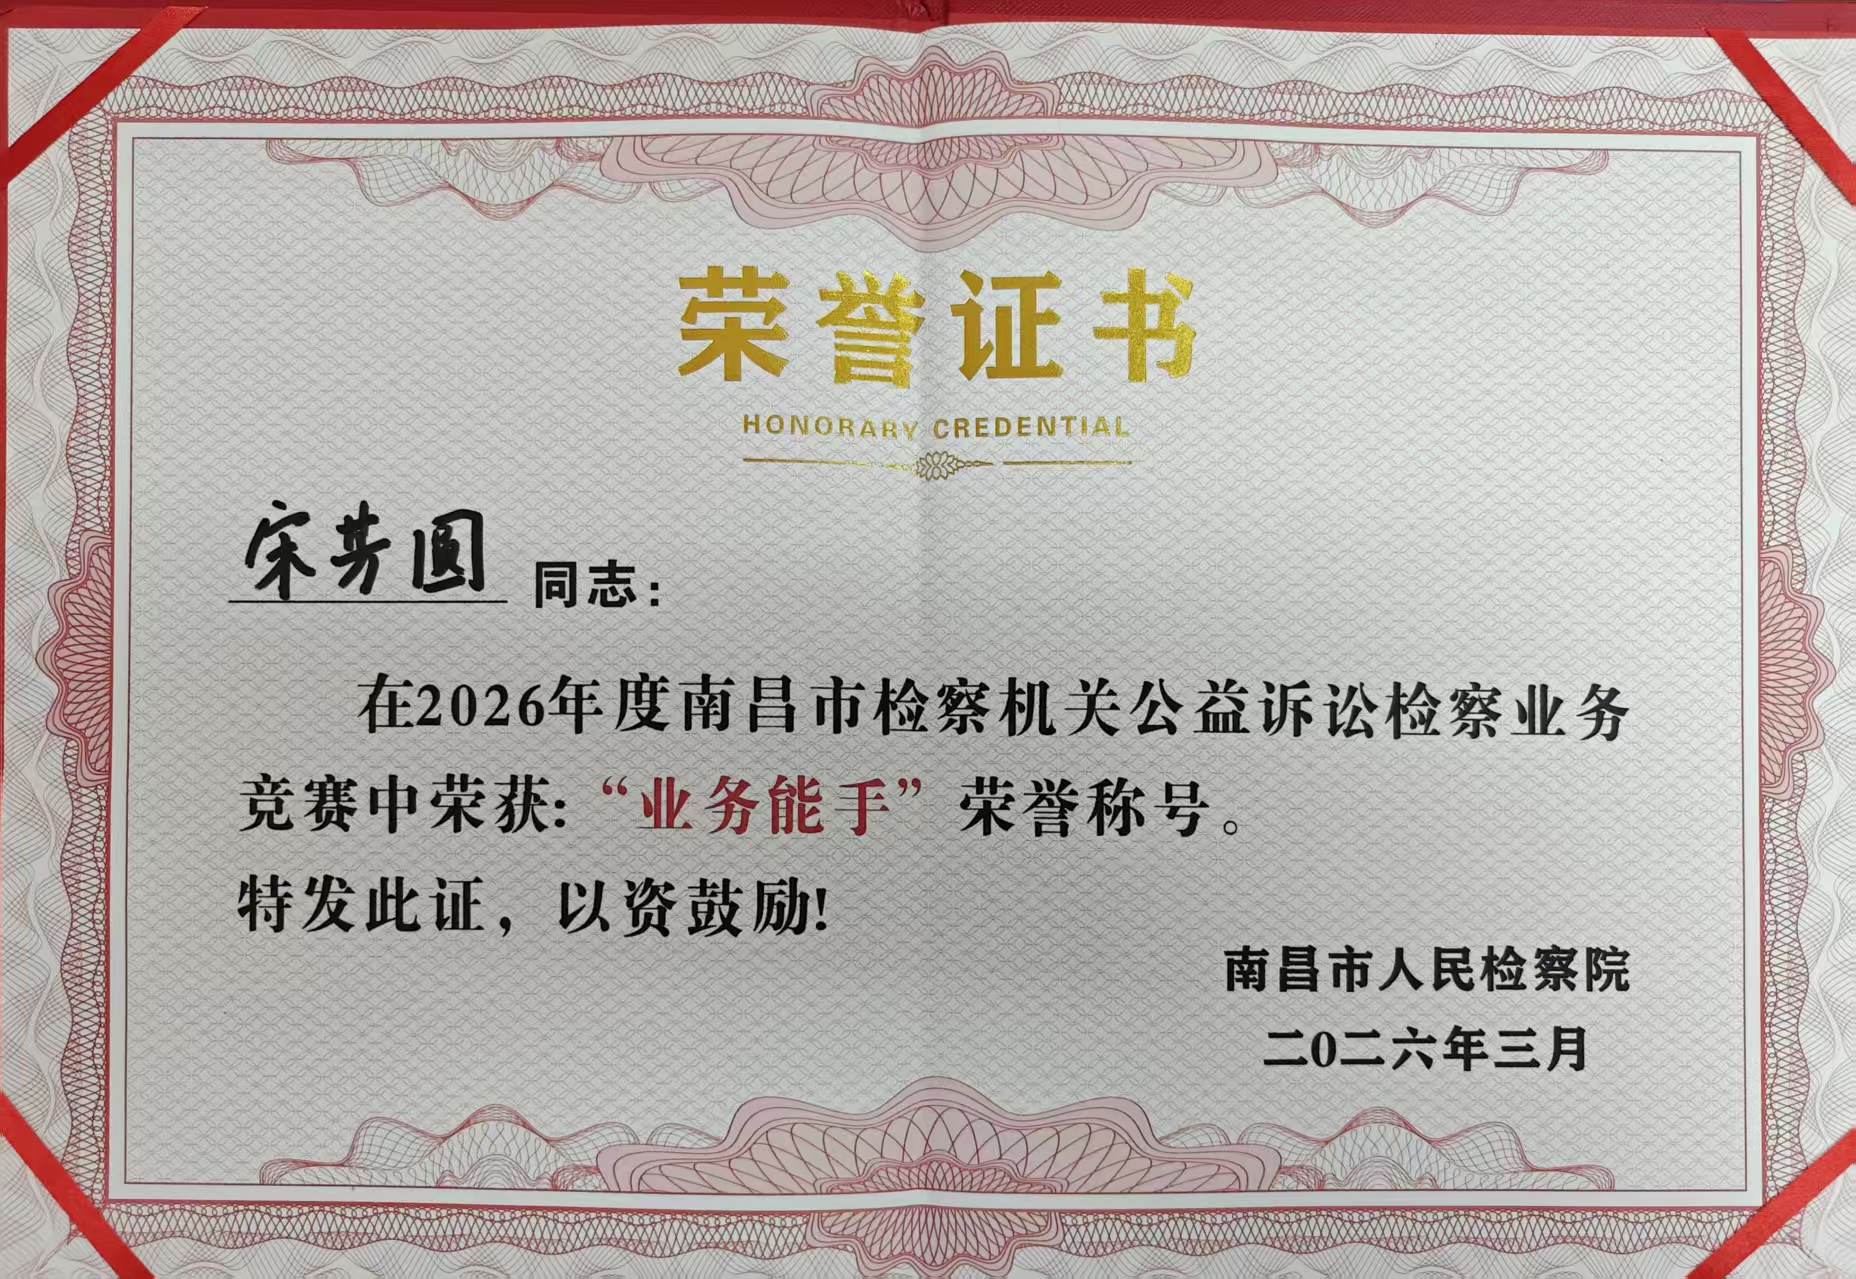 荣誉证书
HONORARY CREDENTIAL
宋芳圆 同志：
在2026年度南昌市检察机关公益诉讼检察业务
竞赛中荣获：“业务能手”荣誉称号。
特发此证，以资鼓励！
南昌市人民检察院
二0二六年三月